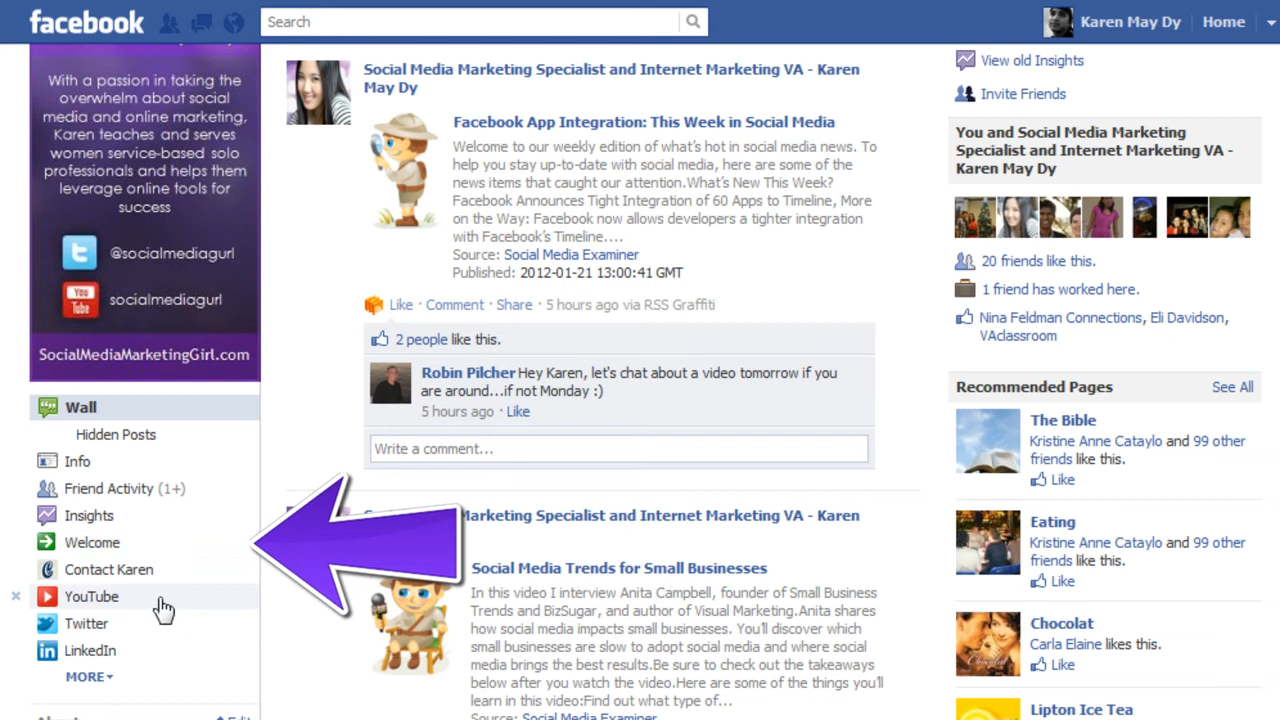 facebook
Search
Karen May Dy
Home
With a passion in taking the
overwhelm about social
media and online marketing,
Karen teaches and serves
women service-based solo
professionals and helps them
leverage online tools for
success
@socialmediagurl
You
Tube
socialmediagurl
SocialMediaMarketingGirl.com
Wall
Hidden Posts
Info
Friend Activity (1+)
Insights
Welcome
Contact Karen
YouTube
Twitter
LinkedIn
MORE
Edit
Social Media Marketing Specialist and Internet Marketing VA - Karen
May Dy
Facebook App Integration: This Week in Social Media
Welcome to our weekly edition of what's hot in social media news. To
help you stay up-to-date with social media, here are some of the
news items that caught our attention.What's New This Week?
Facebook Announces Tight Integration of 60 Apps to Timeline, More
on the Way: Facebook now allows developers a tighter integration
with Facebook's Timeline....
Source: Social Media Examiner
Published: 2012-01-21 13:00:41 GMT
Like · Comment · Share · 5 hours ago via RSS Graffiti
2 people like this.
Robin Pilcher Hey Karen, let's chat about a video tomorrow if you
are around...if not Monday :)
5 hours ago · Like
Write a comment...
Marketing Specialist and Internet Marketing VA - Karen
Social Media Trends for Small Businesses
In this video I interview Anita Campbell, founder of Small Business
Trends and BizSugar, and author of Visual Marketing.Anita shares
how social media impacts small businesses. You'll discover which
small businesses are slow to adopt social media and where social
media brings the best results.Be sure to check out the takeaways
below after you watch the video.Here are some of the things you'll
learn in this video:Find out what type of...
Source: Social Media Examiner
View old Insights
Invite Friends
You and Social Media Marketing
Specialist and Internet Marketing VA -
Karen May Dy
20 friends like this.
1 friend has worked here.
Nina Feldman Connections, Eli Davidson,
VAclassroom
Recommended Pages
See All
The Bible
Kristine Anne Cataylo and 99 other
friends like this.
Like
Eating
Kristine Anne Cataylo and 99 other
friends like this.
Like
Chocolat
Carla Elaine likes this.
Like
Lipton Ice Tea